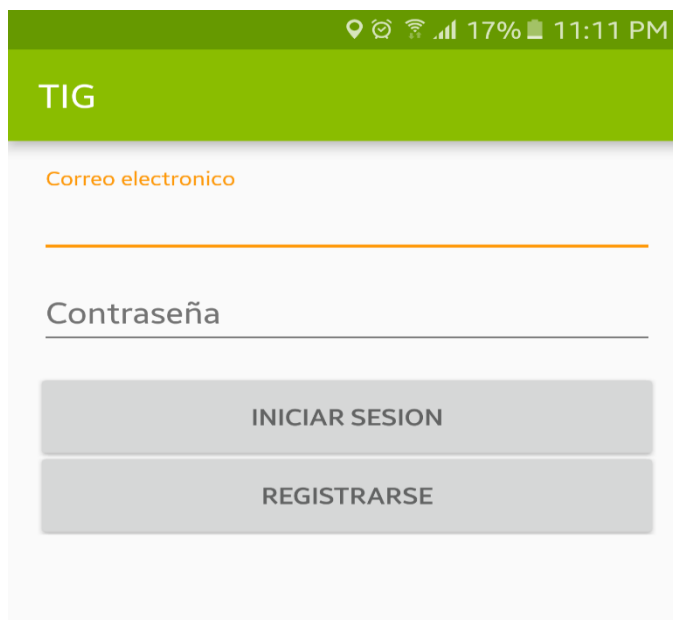 17% 11:11 PM
TIG
Correo electronico
Contraseña
INICIAR SESION
REGISTRARSE